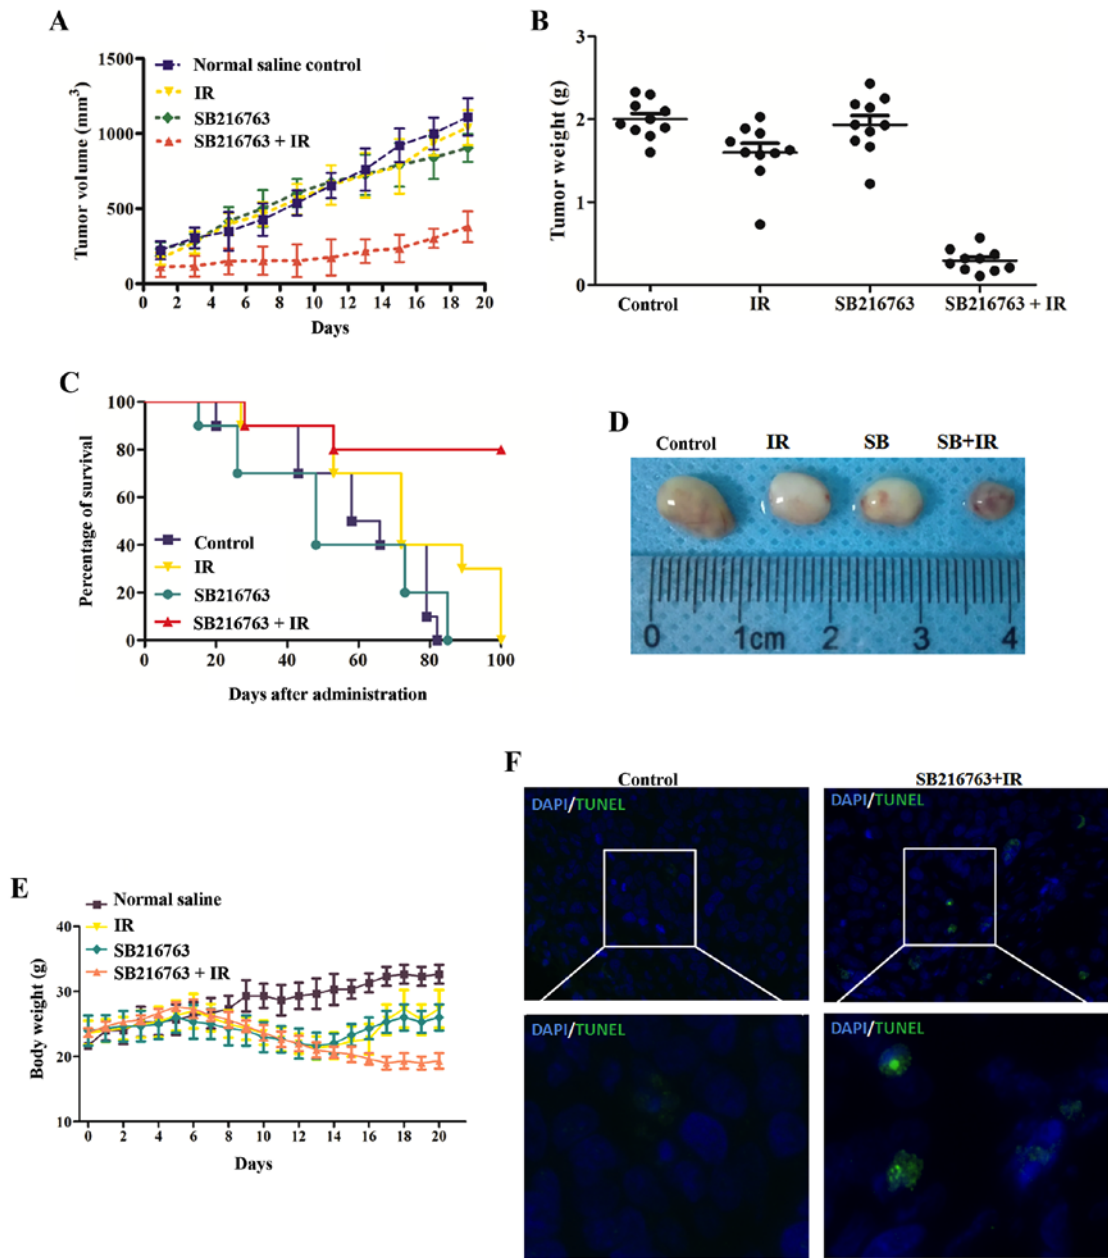 A
1500
1000
500
0
Tumor volume (mm3)
Normal saline control
IR
SB216763
SB216763 + IR
0 2 4 6 8 10 12 14 16 18 20
Days
B
3
2
1
0
Tumor weight (g)
Control IR SB216763 SB216763 + IR
C
100
80
60
40
20
0
Percentage of survival
Control
IR
SB216763
SB216763 + IR
0 20 40 60 80 100
Days after administration
D
Control IR SB SB+IR
0 1cm 2 3 4
E
Normal saline
IR
SB216763
SB216763 + IR
40
30
20
10
Body weight (g)
0 2 4 6 8 10 12 14 16 18 20
Days
F
Control SB216763+IR
DAPI/TUNEL DAPI/TUNEL
DAPI/TUNEL DAPI/TUNEL